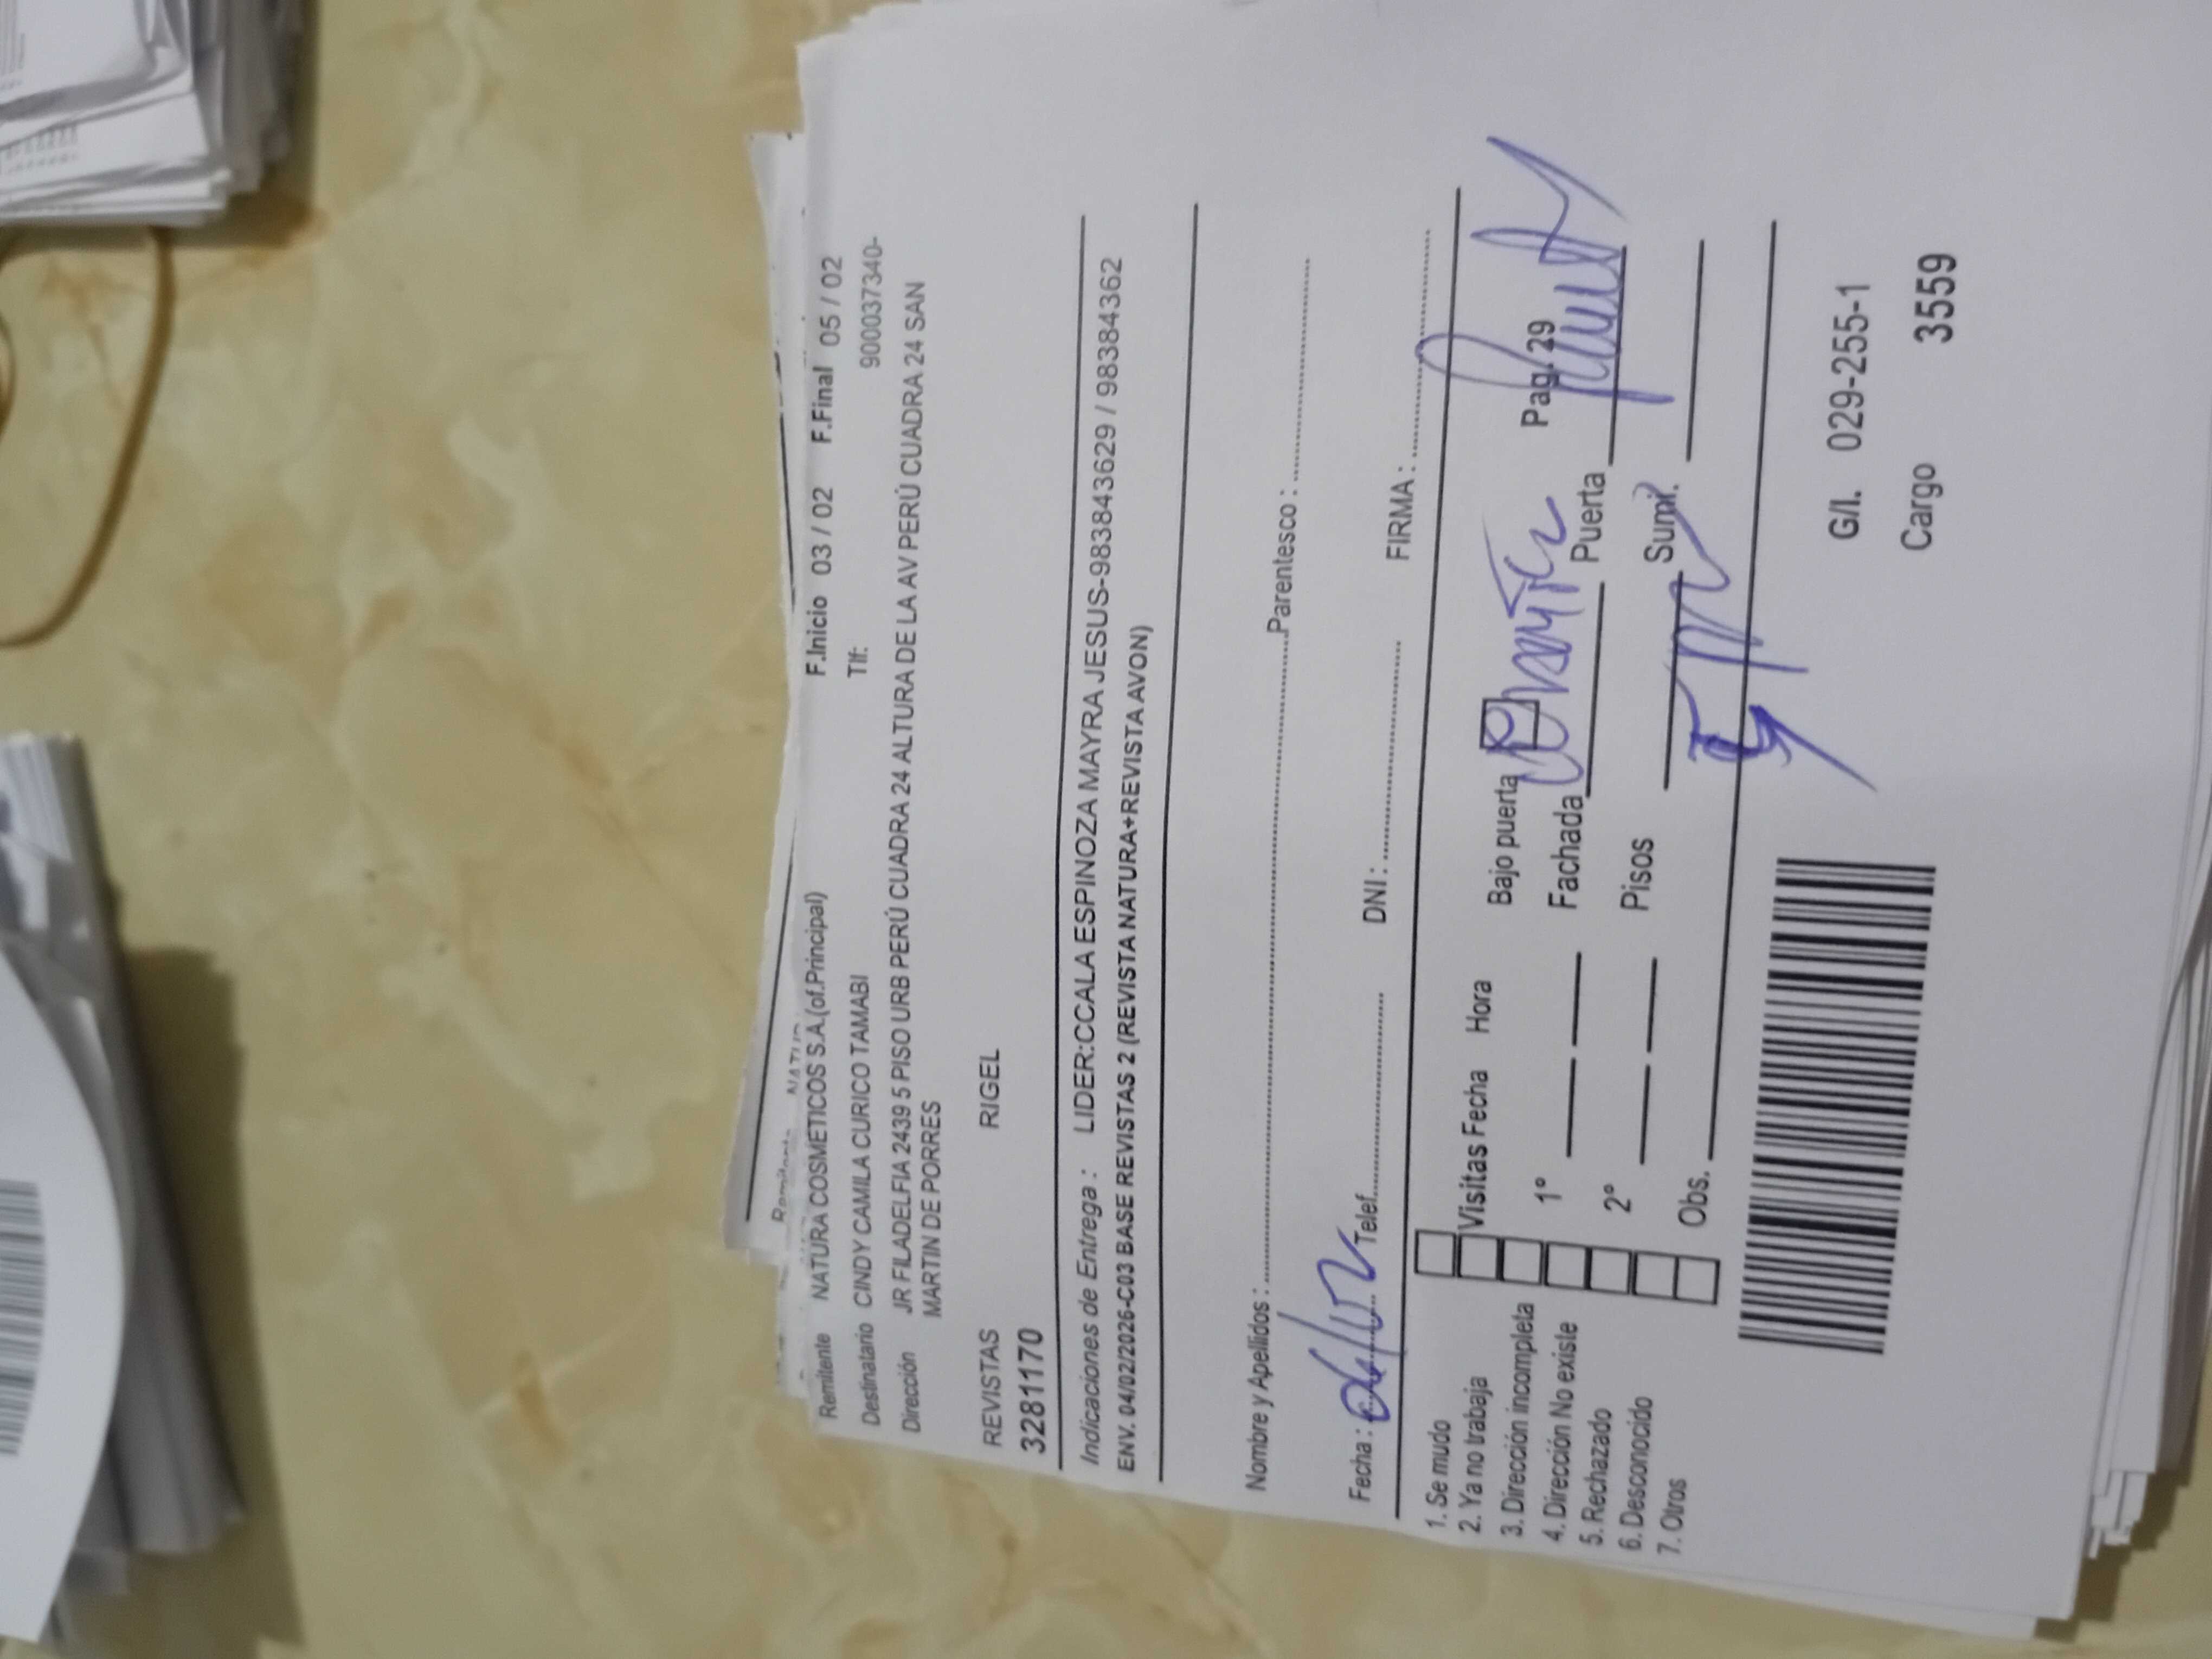 Remitente NATURA COSMETICOS S.A.(of.Principal) F.Inicio 03 / 02 F.Final 05 / 02
Destinatario CINDY CAMILA CURICO TAMABI Tlf: 9000037340-
Dirección JR FILADELFIA 2439 5 PISO URB PERÚ CUADRA 24 ALTURA DE LA AV PERÚ CUADRA 24 SAN
MARTIN DE PORRES
REVISTAS RIGEL
3281170
Indicaciones de Entrega : LIDER:CCALA ESPINOZA MAYRA JESUS-983843629 / 98384362
ENV. 04/02/2026-C03 BASE REVISTAS 2 (REVISTA NATURA+REVISTA AVON)
Nombre y Apellidos : Parentesco :
Fecha : Telef. DNI : FIRMA :
1. Se mudo
2. Ya no trabaja Visitas Fecha Hora Bajo puerta Pag. 29
3. Dirección incompleta 1° Fachada Puerta
4. Dirección No existe
5. Rechazado 2° Pisos Sumi.
6. Desconocido
7. Otros Obs.
G/I. 029-255-1
Cargo 3559